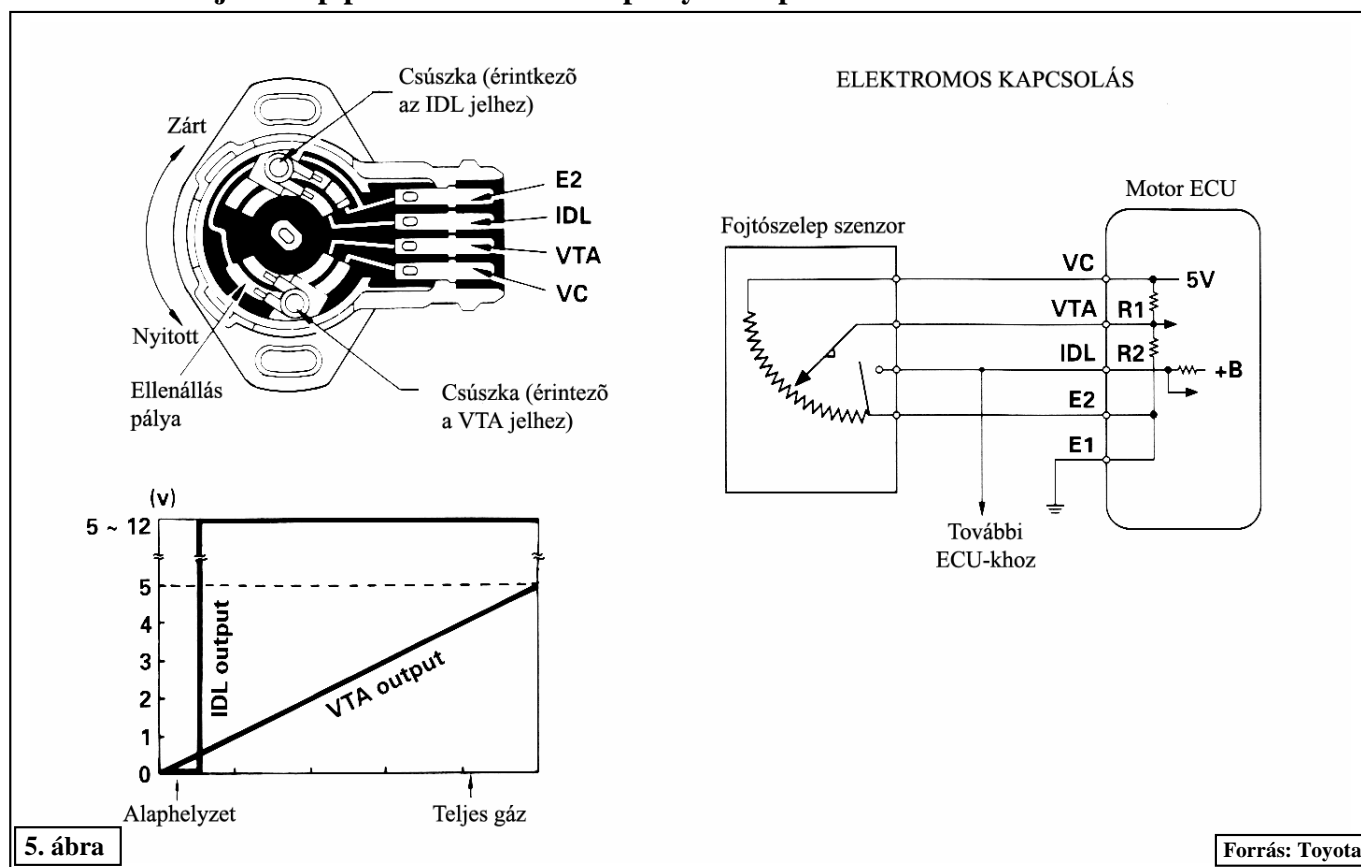 Csúszka (érintkezõ
az IDL jelhez)
Zárt
Nyitott
Ellenállás
pálya
Csúszka (érintezõ
a VTA jelhez)
E2
IDL
VTA
VC
ELEKTROMOS KAPCSOLÁS
Motor ECU
Fojtószelep szenzor
VC
5V
VTA
R1
IDL
R2
+B
E2
E1
További
ECU-khoz
(v)
5 ~ 12
5
4
3
2
1
0
IDL output
VTA output
Alaphelyzet
Teljes gáz
5. ábra
Forrás: Toyota